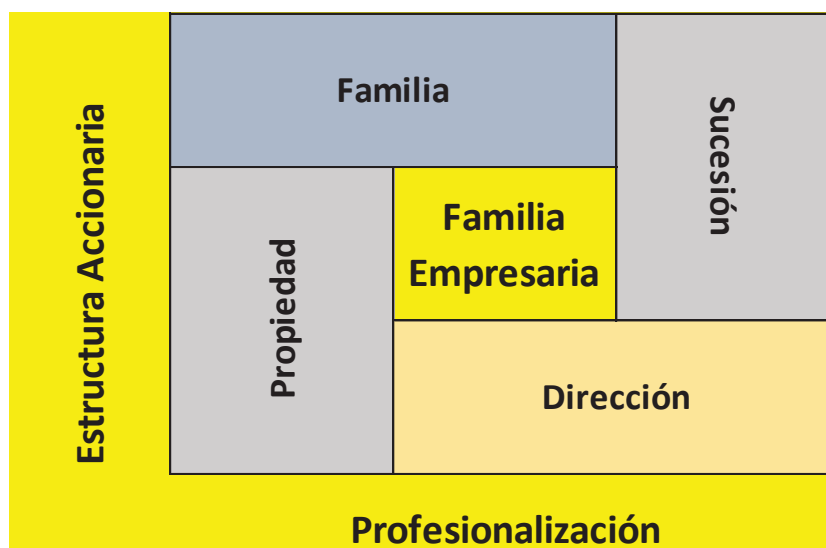 Estructura Accionaria
Familia
Sucesión
Propiedad
Familia
Empresaria
Dirección
Profesionalización